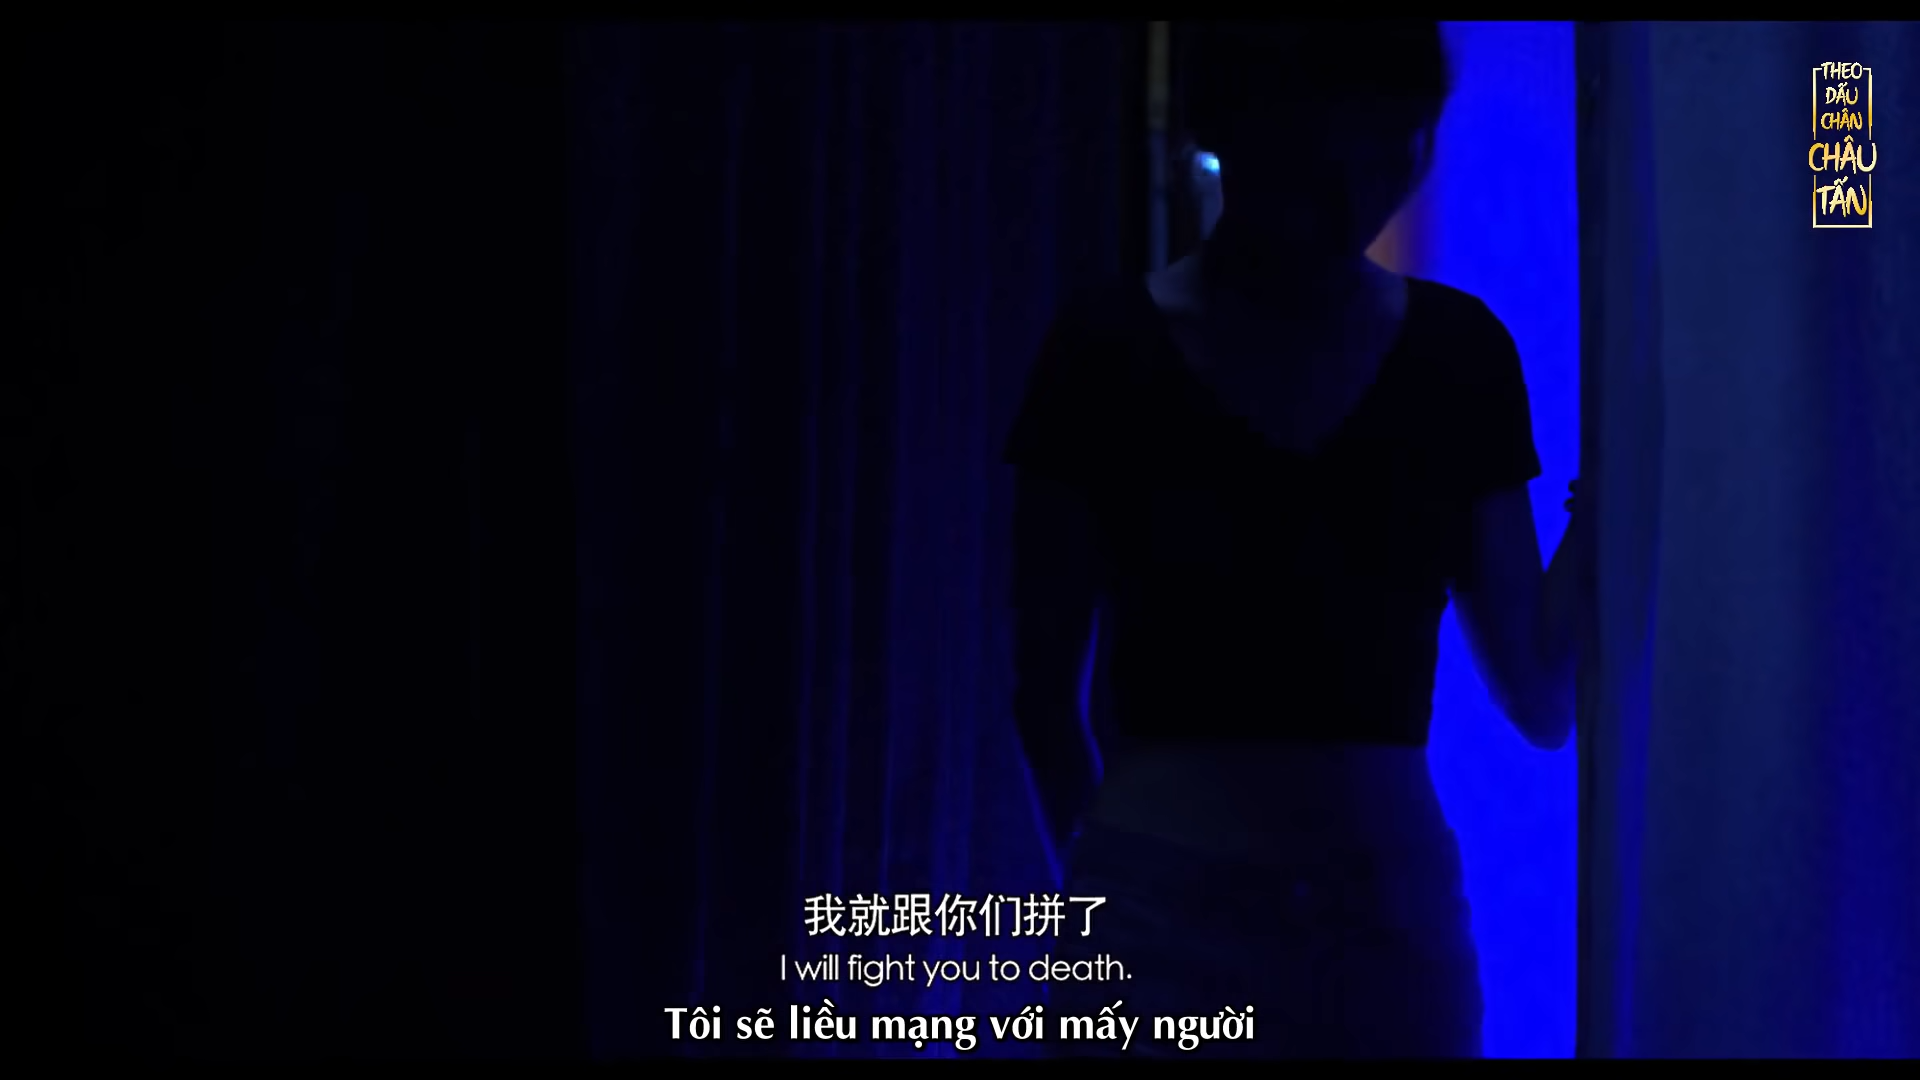 THEO
DẤU
CHÂN
CHÂU
TẤN
我就跟你们拼了
I will fight you to death.
Tôi sẽ liều mạng với mấy người